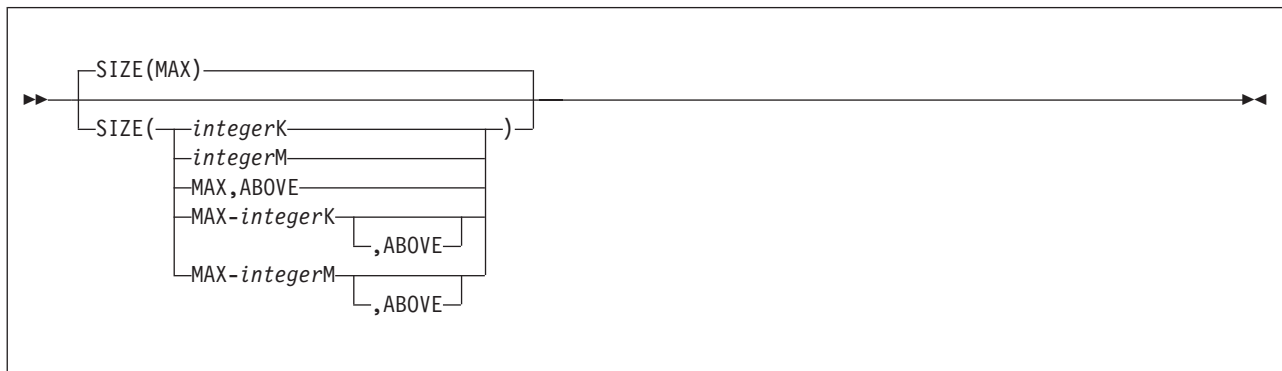 SIZE(MAX)
SIZE( integerK )
integerM
MAX,ABOVE
MAX-integerK
,ABOVE
MAX-integerM
,ABOVE